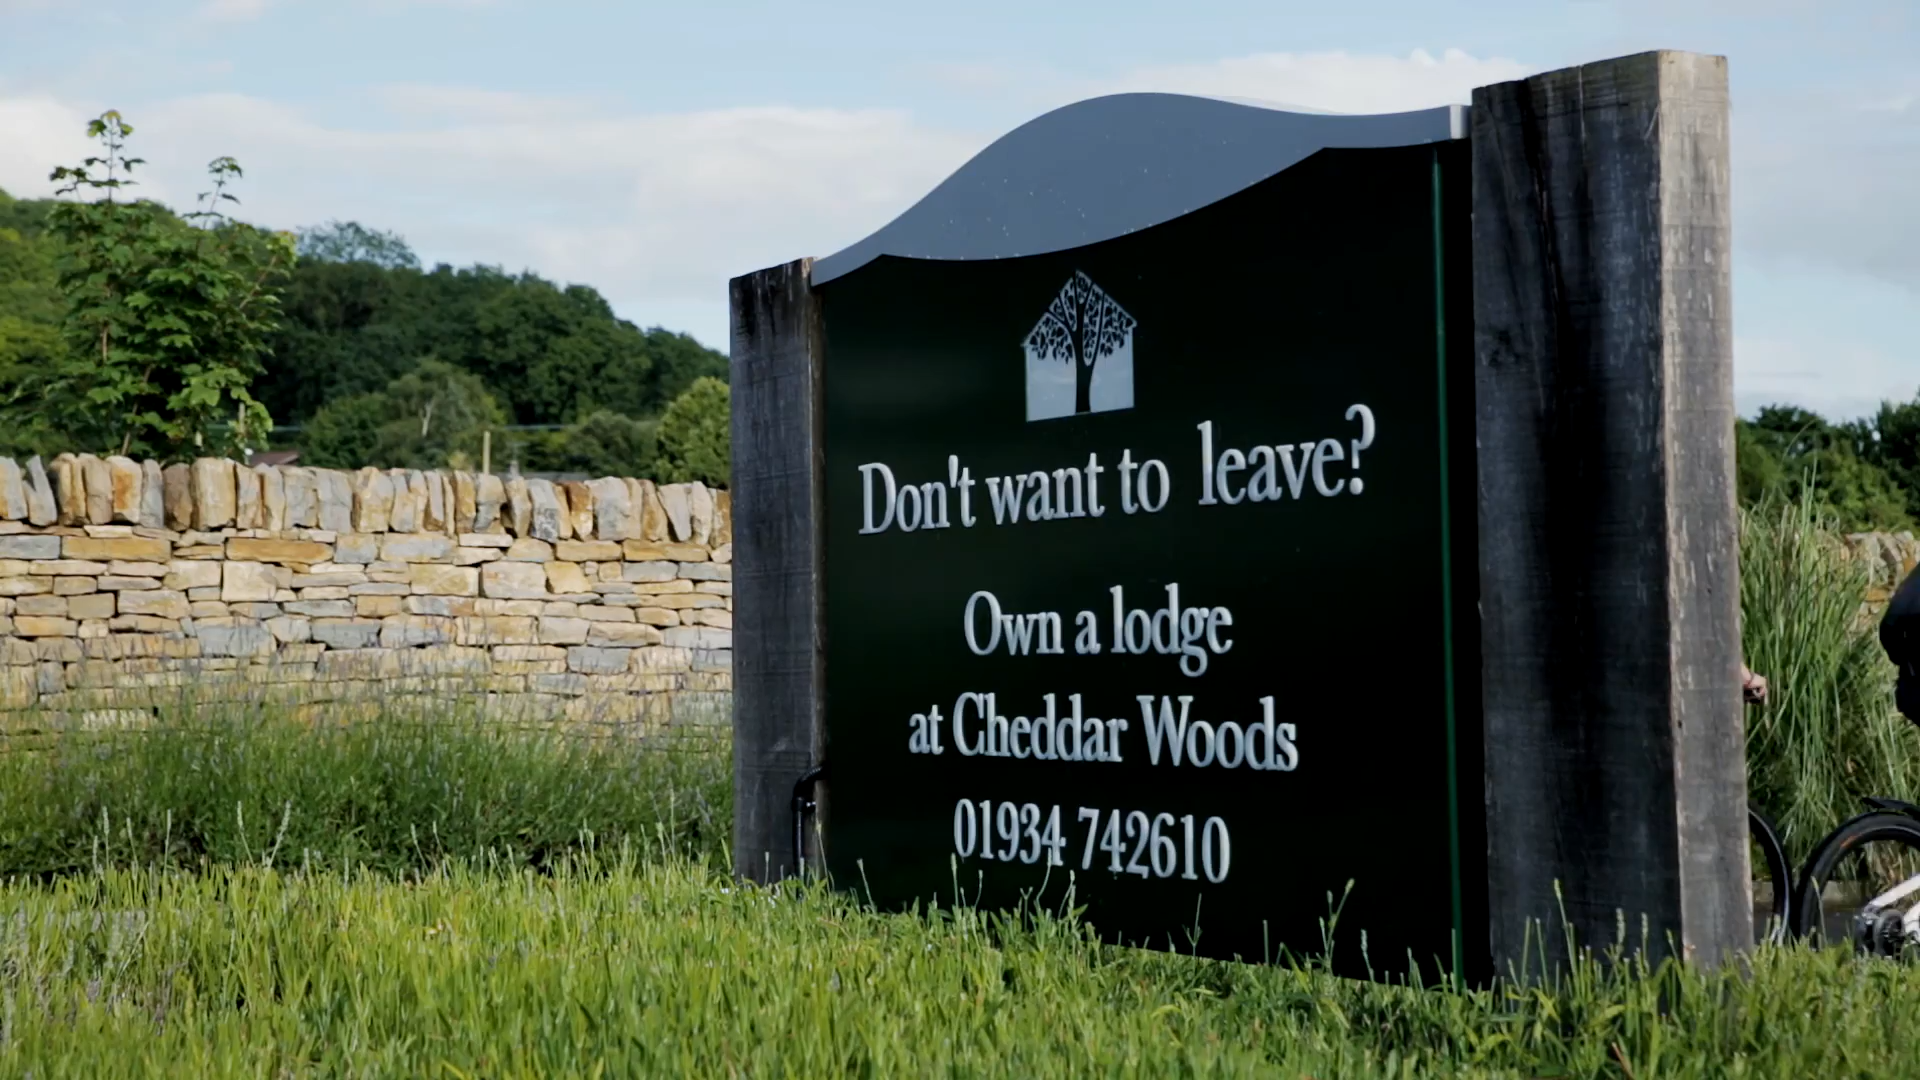 Don't want to leave?
Own a lodge
at Cheddar Woods
01934 742610